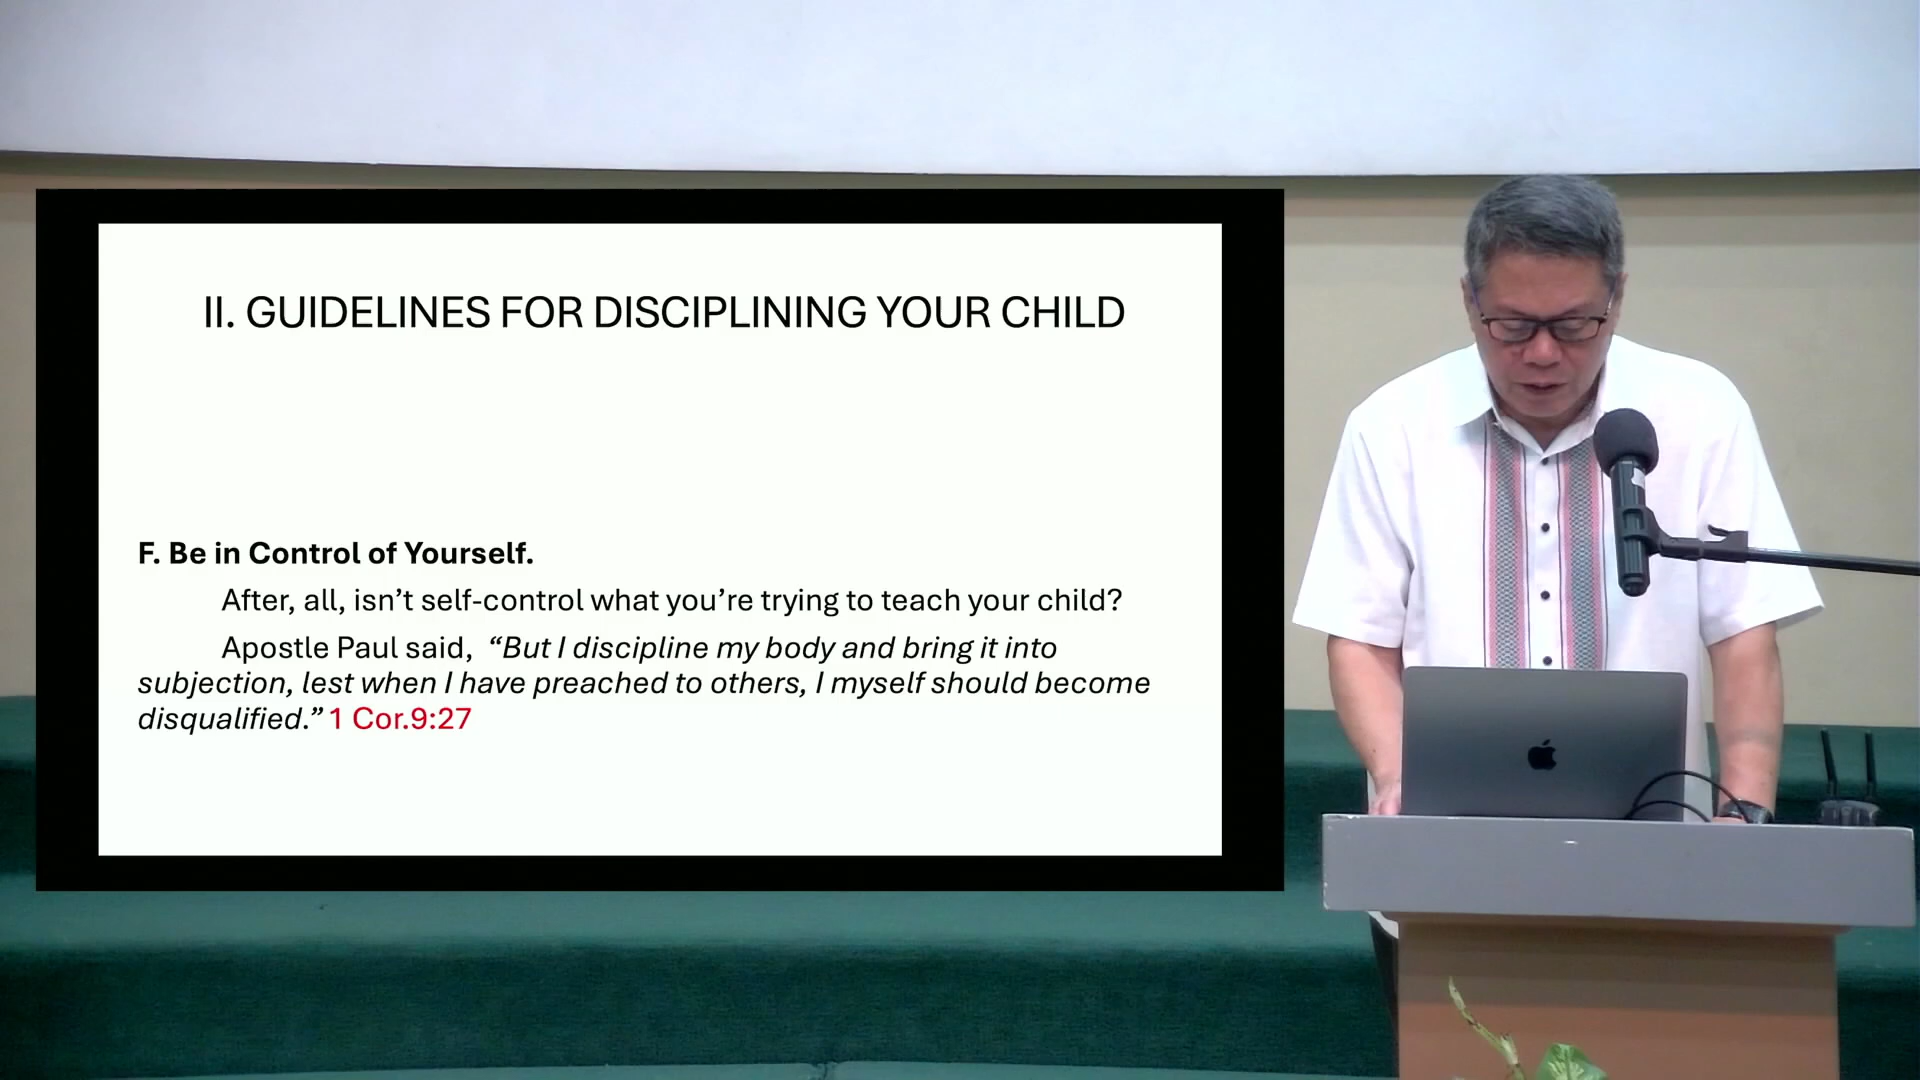 II. GUIDELINES FOR DISCIPLINING YOUR CHILD
F. Be in Control of Yourself.
After, all, isn’t self-control what you’re trying to teach your child?
Apostle Paul said,  “But I discipline my body and bring it into
subjection, lest when I have preached to others, I myself should become
disqualified.” 1 Cor.9:27